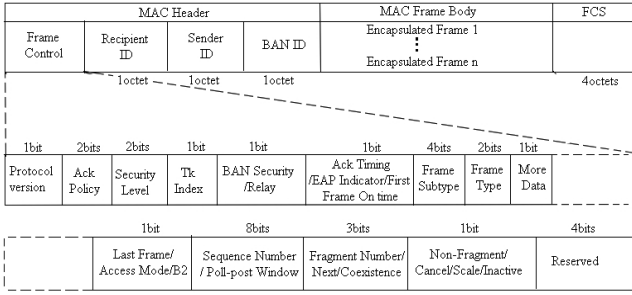 MAC Header
MAC Frame Body
FCS
Frame Control
Recipient ID
Sender ID
BAN ID
Encapsulated Frame 1
Encapsulated Frame n
1octet
1octet
1octet
4octets
1bit
2bits
2bits
1bit
1bit
1bit
4bits
2bits
1bit
Protocol version
Ack Policy
Security Level
Tk Index
BAN Security /Relay
Ack Timing /EAP Indicator/First Frame On time
Frame Subtype
Frame Type
More Data
1bit
8bits
3bits
1bit
4bits
Last Frame/ Access Mode/B2
Sequence Number / Poll-post Window
Fragment Number/ Next/Coexistence
Non-Fragment/ Cancel/Scale/Inactive
Reserved